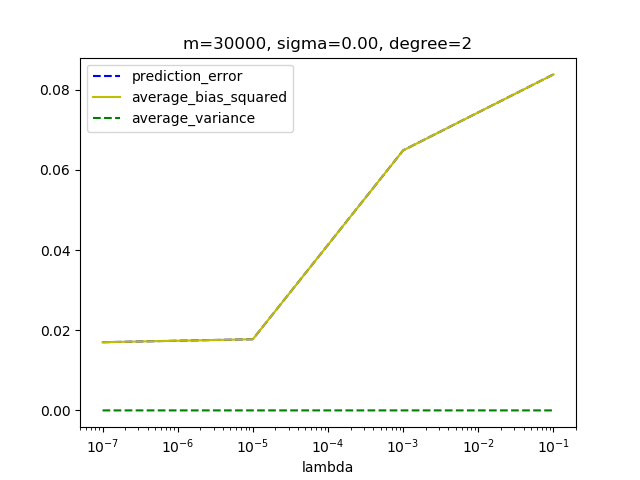 m=30000, sigma=0.00, degree=2
prediction_error
average_bias_squared
average_variance
0.08
0.06
0.04
0.02
0.00
10⁻⁷ 10⁻⁶ 10⁻⁵ 10⁻⁴ 10⁻³ 10⁻² 10⁻¹
lambda